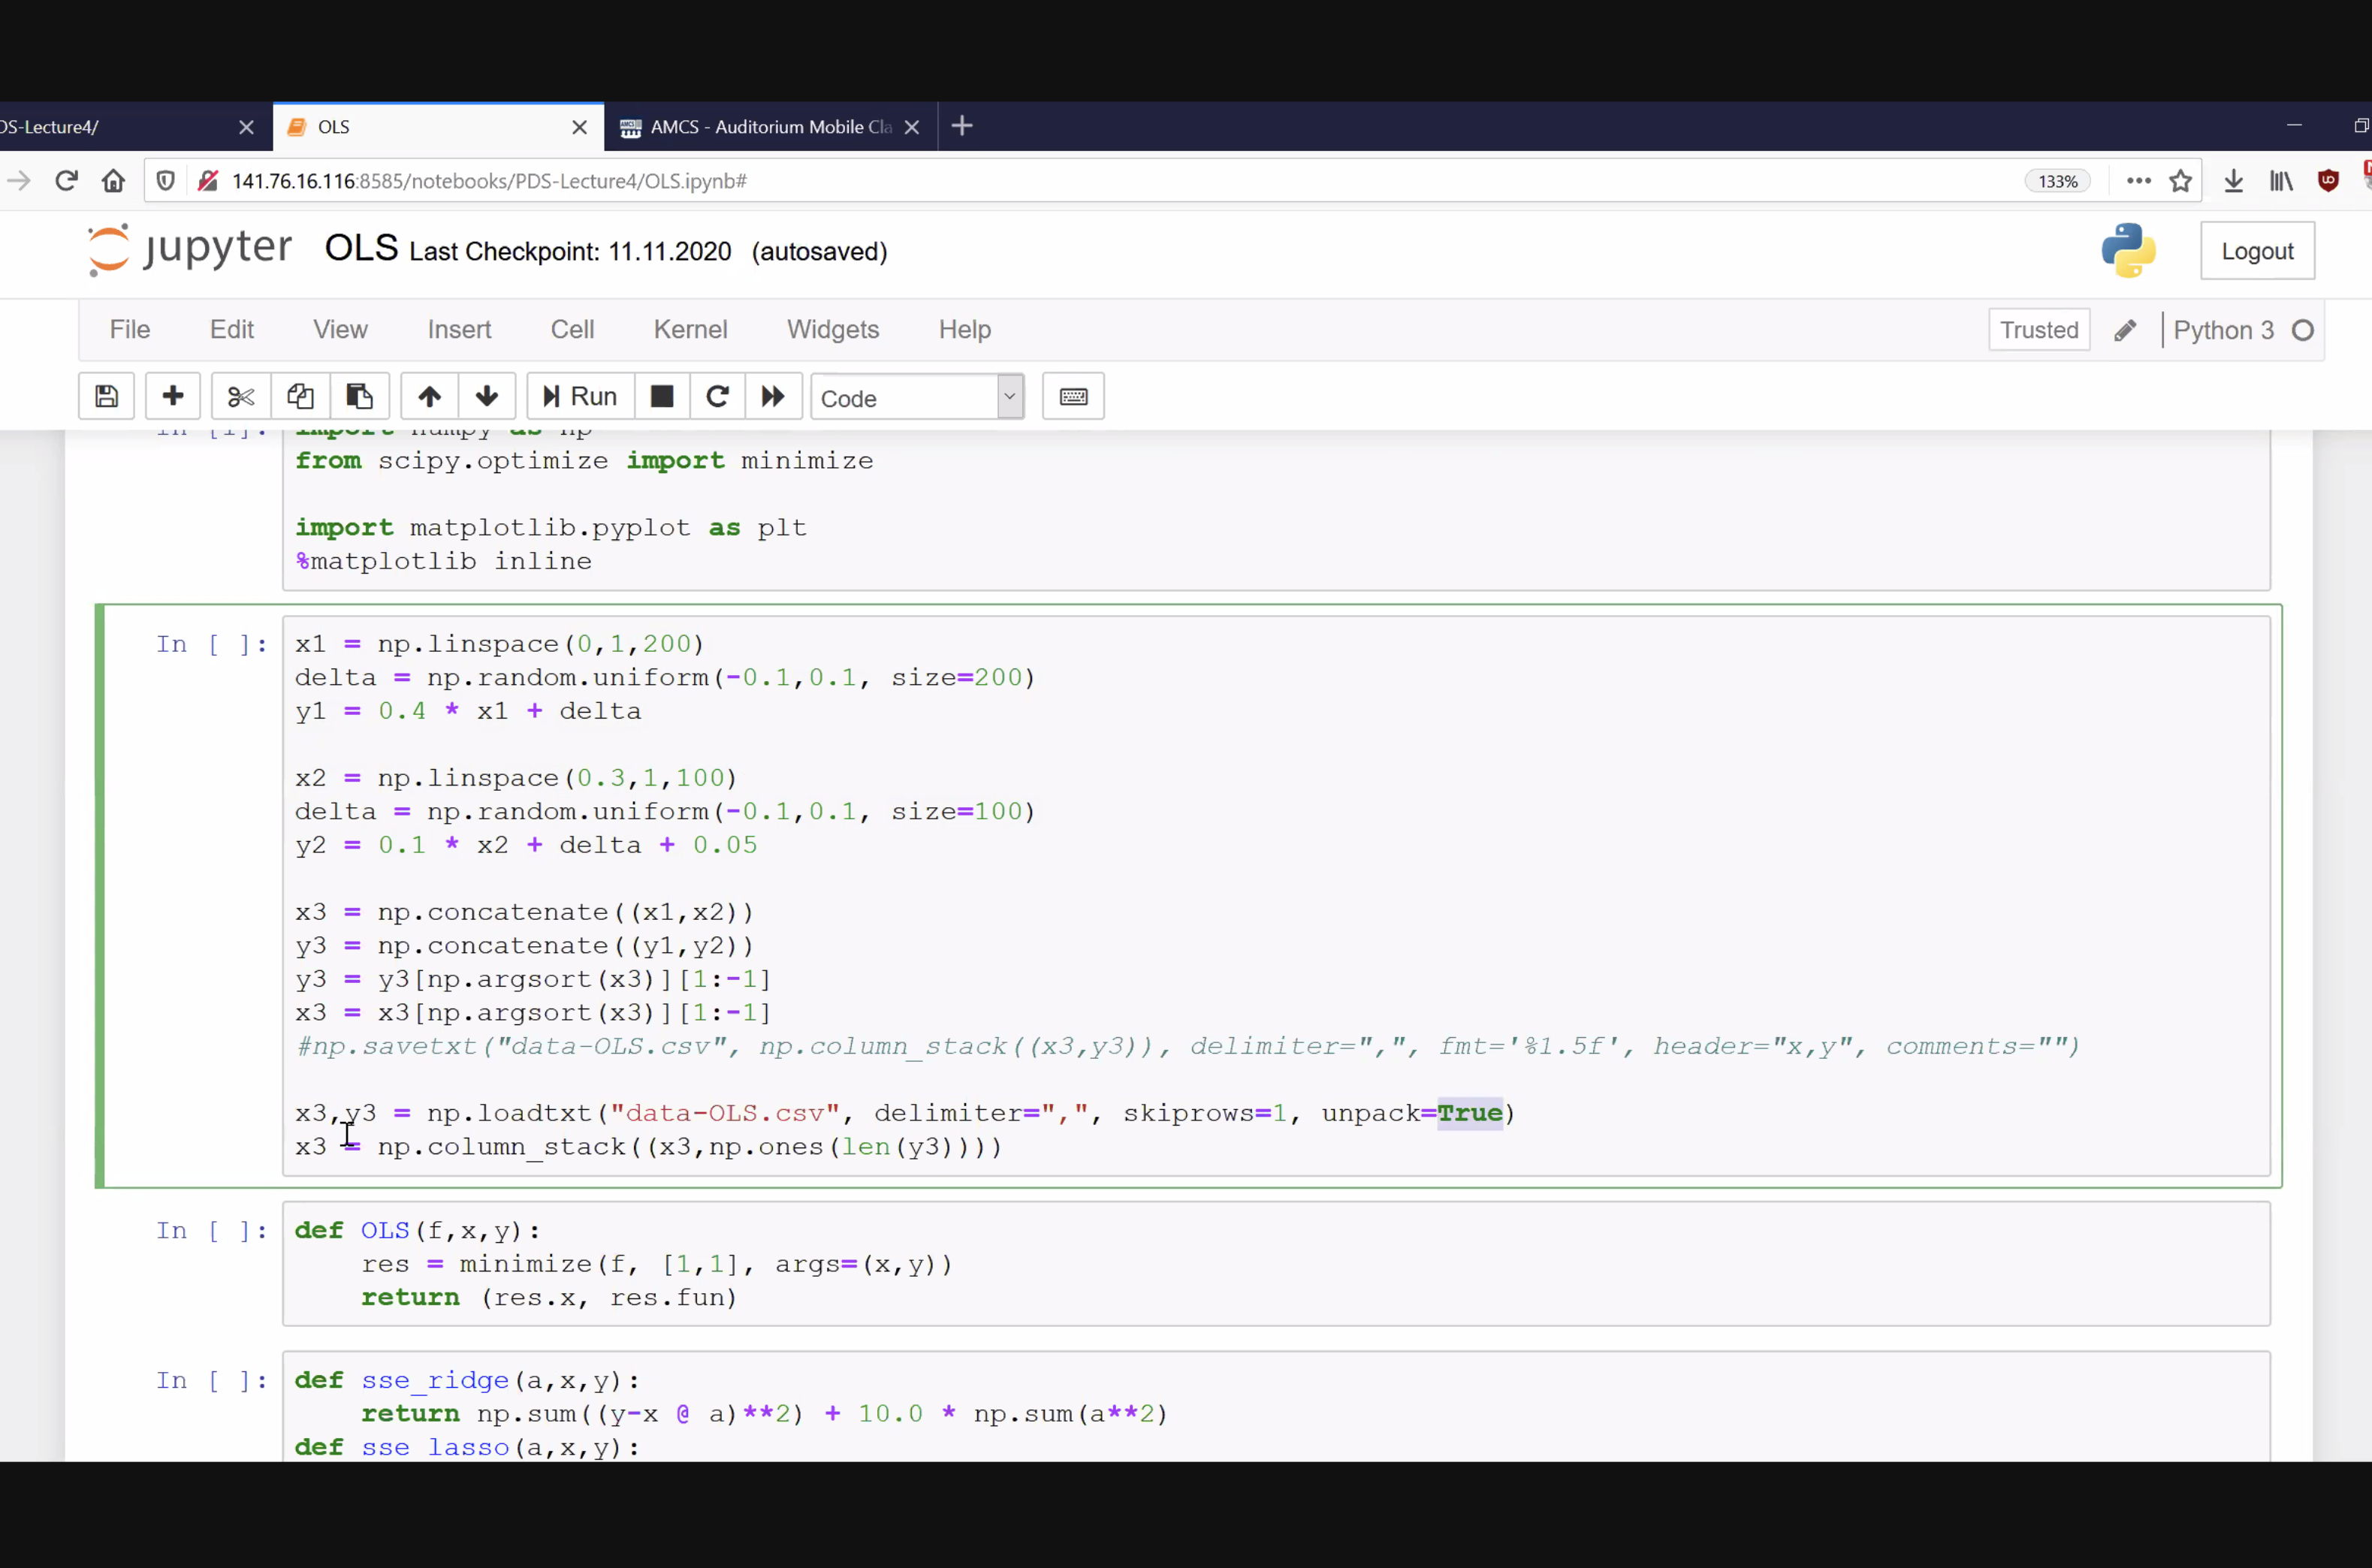 DS-Lecture4/
OLS
AMCS - Auditorium Mobile Cla
141.76.16.116:8585/notebooks/PDS-Lecture4/OLS.ipynb#
133%
jupyter OLS Last Checkpoint: 11.11.2020 (autosaved)
Logout
File Edit View Insert Cell Kernel Widgets Help
Trusted
Python 3
Run
Code
In [1]: import numpy as np
from scipy.optimize import minimize
import matplotlib.pyplot as plt
%matplotlib inline
In [ ]: x1 = np.linspace(0,1,200)
delta = np.random.uniform(-0.1,0.1, size=200)
y1 = 0.4 * x1 + delta
x2 = np.linspace(0.3,1,100)
delta = np.random.uniform(-0.1,0.1, size=100)
y2 = 0.1 * x2 + delta + 0.05
x3 = np.concatenate((x1,x2))
y3 = np.concatenate((y1,y2))
y3 = y3[np.argsort(x3)][1:-1]
x3 = x3[np.argsort(x3)][1:-1]
#np.savetxt("data-OLS.csv", np.column_stack((x3,y3)), delimiter=",", fmt='%1.5f', header="x,y", comments="")
x3,y3 = np.loadtxt("data-OLS.csv", delimiter=",", skiprows=1, unpack=True)
x3 = np.column_stack((x3,np.ones(len(y3))))
In [ ]: def OLS(f,x,y):
    res = minimize(f, [1,1], args=(x,y))
    return (res.x, res.fun)
In [ ]: def sse_ridge(a,x,y):
    return np.sum((y-x @ a)**2) + 10.0 * np.sum(a**2)
def sse_lasso(a,x,y):